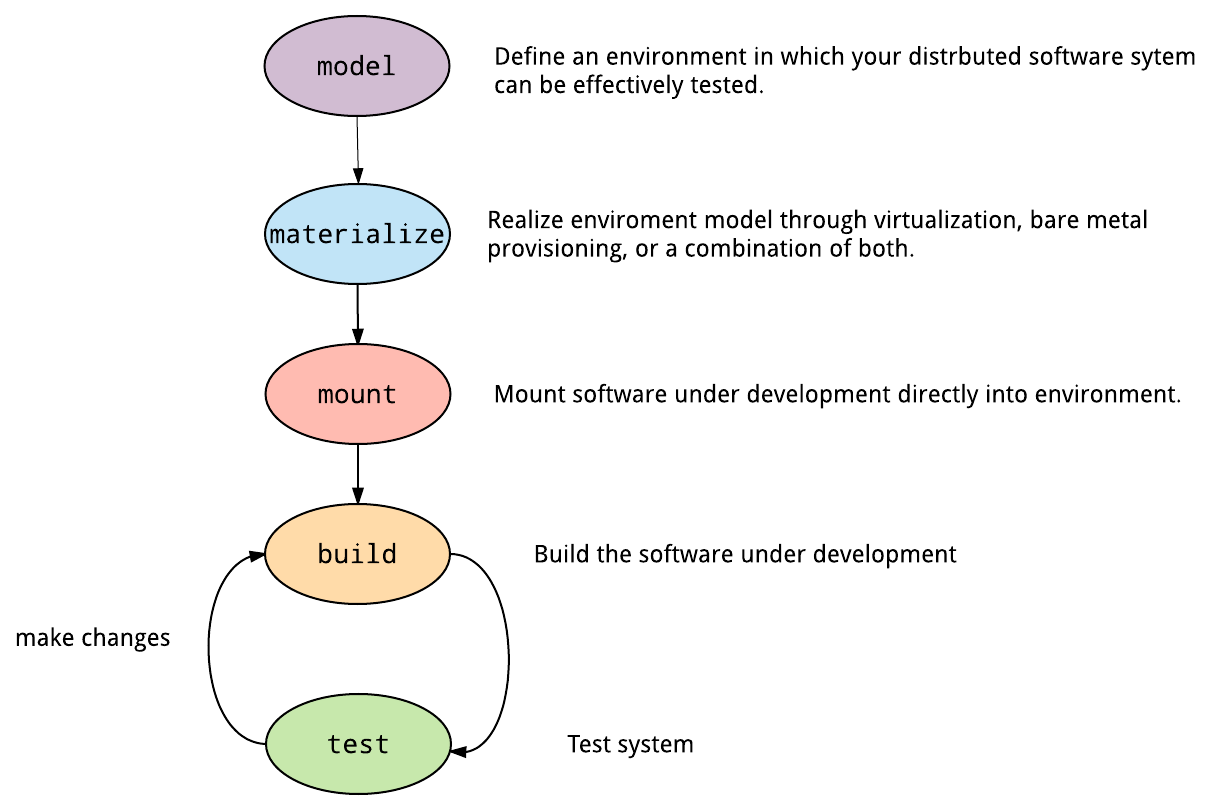 model
Define an environment in which your distrbuted software sytem
can be effectively tested.
materialize
Realize enviroment model through virtualization, bare metal
provisioning, or a combination of both.
mount
Mount software under development directly into environment.
build
Build the software under development
make changes
test
Test system